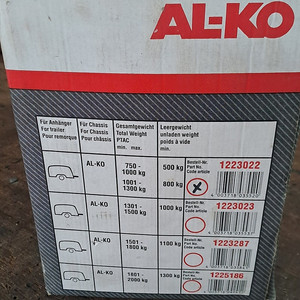 AL-KO
Für Anhänger
For trailer
Pour remorque
Für Chassis
For Chassis
Pour châssis
Gesamtgewicht
Total Weight
PTAC
min. max.
Leergewicht
unladen weight
poids à vide
min. max.
AL-KO
750 -
1000 kg
1001 -
1300 kg
500 kg
800 kg
Bestell-Nr.
Part No.
Code article
1223022
AL-KO
1301 -
1500 kg
1000 kg
Bestell-Nr.
Part No.
Code article
1223023
AL-KO
1501 -
1800 kg
1100 kg
Bestell-Nr.
Part No.
Code article
1223287
AL-KO
1801 -
2000 kg
1300 kg
Bestell-Nr.
Part No.
Code article
1225186